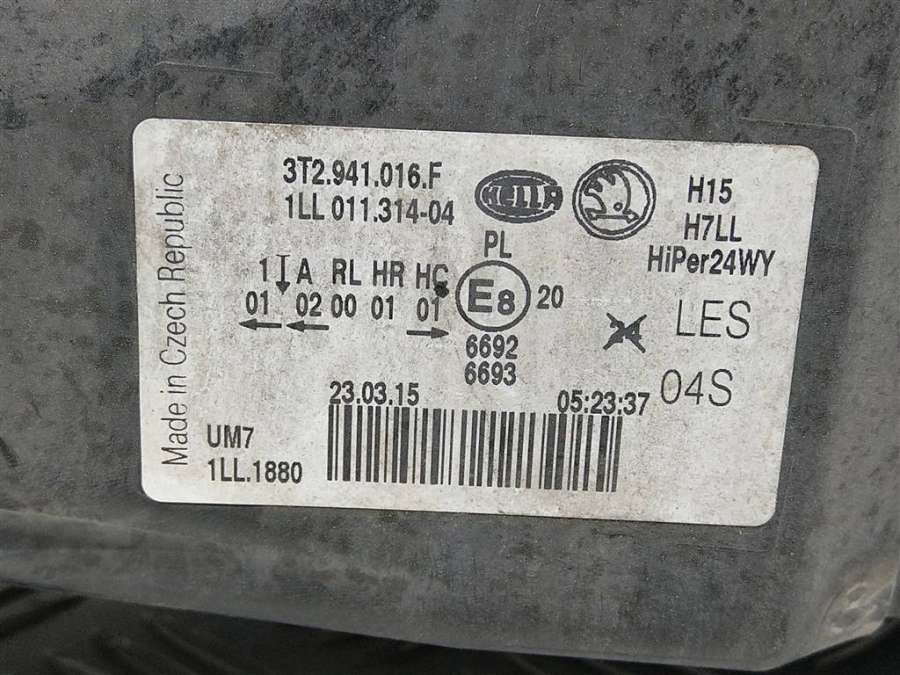 Made in Czech Republic
3T2.941.016.F
1LL 011.314-04
HELLA
H15
H7LL
HiPer24WY
PL
1 A RL HR HC
01 02 00 01 01
E8 20
6692
6693
24
LES
04S
23.03.15 05:23:37
UM7
1LL.1880